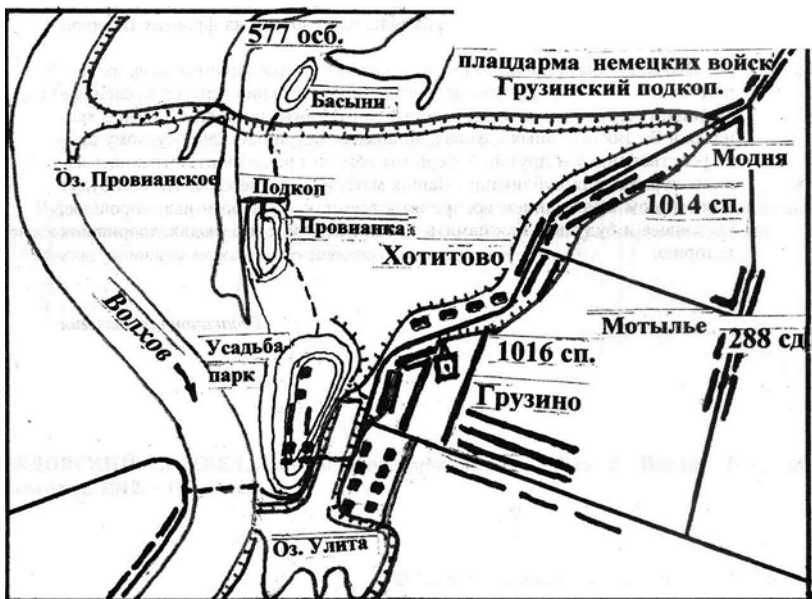 577 осб.
плацдарма немецких войск
Грузинский подкоп.
Басыни
Оз. Провианское
Подкоп
Модня
1014 сп.
Провианка
Хотитово
Волхов
Мотылье
288 сд
Усадьба-
парк
1016 сп.
Грузино
Оз. Улита